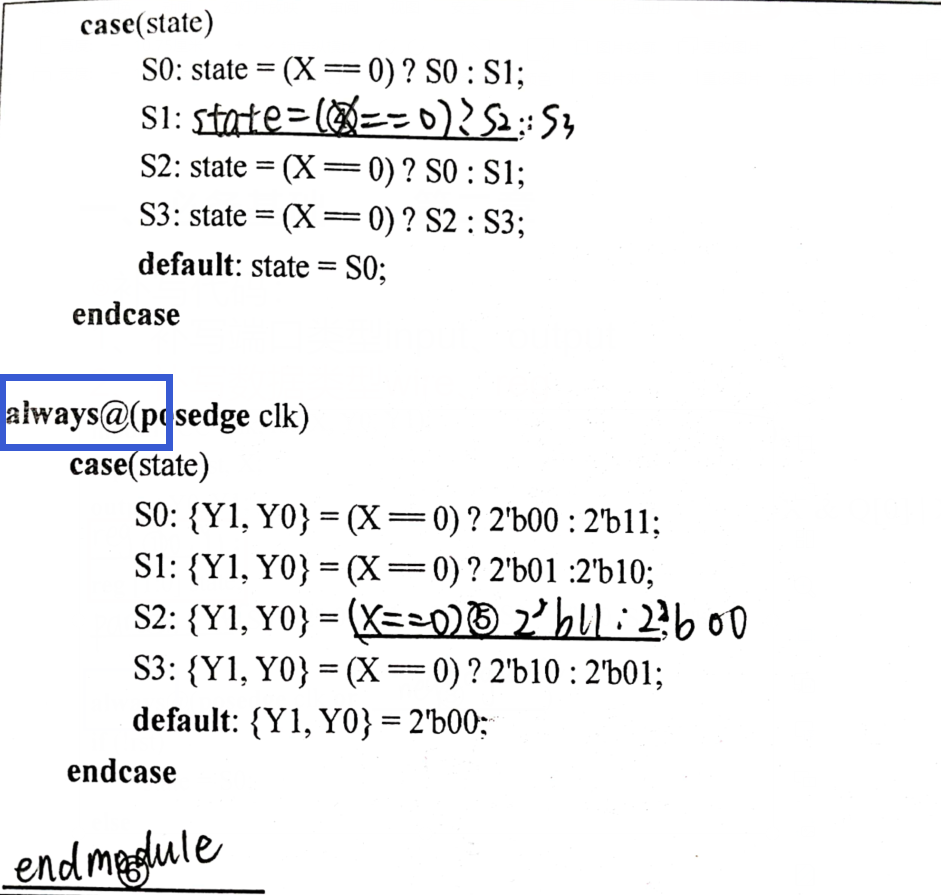 case(state)
S0: state = (X == 0) ? S0 : S1;
S1: state=(④X==0)?S2:S3
S2: state = (X == 0) ? S0 : S1;
S3: state = (X == 0) ? S2 : S3;
default: state = S0;
endcase
always@(posedge clk)
case(state)
S0: {Y1, Y0} = (X == 0) ? 2'b00 : 2'b11;
S1: {Y1, Y0} = (X == 0) ? 2'b01 :2'b10;
S2: {Y1, Y0} = (X==0)⑤ 2'b11 : 2'b00
S3: {Y1, Y0} = (X == 0) ? 2'b10 : 2'b01;
default: {Y1, Y0} = 2'b00;
endcase
endmodule
⑥